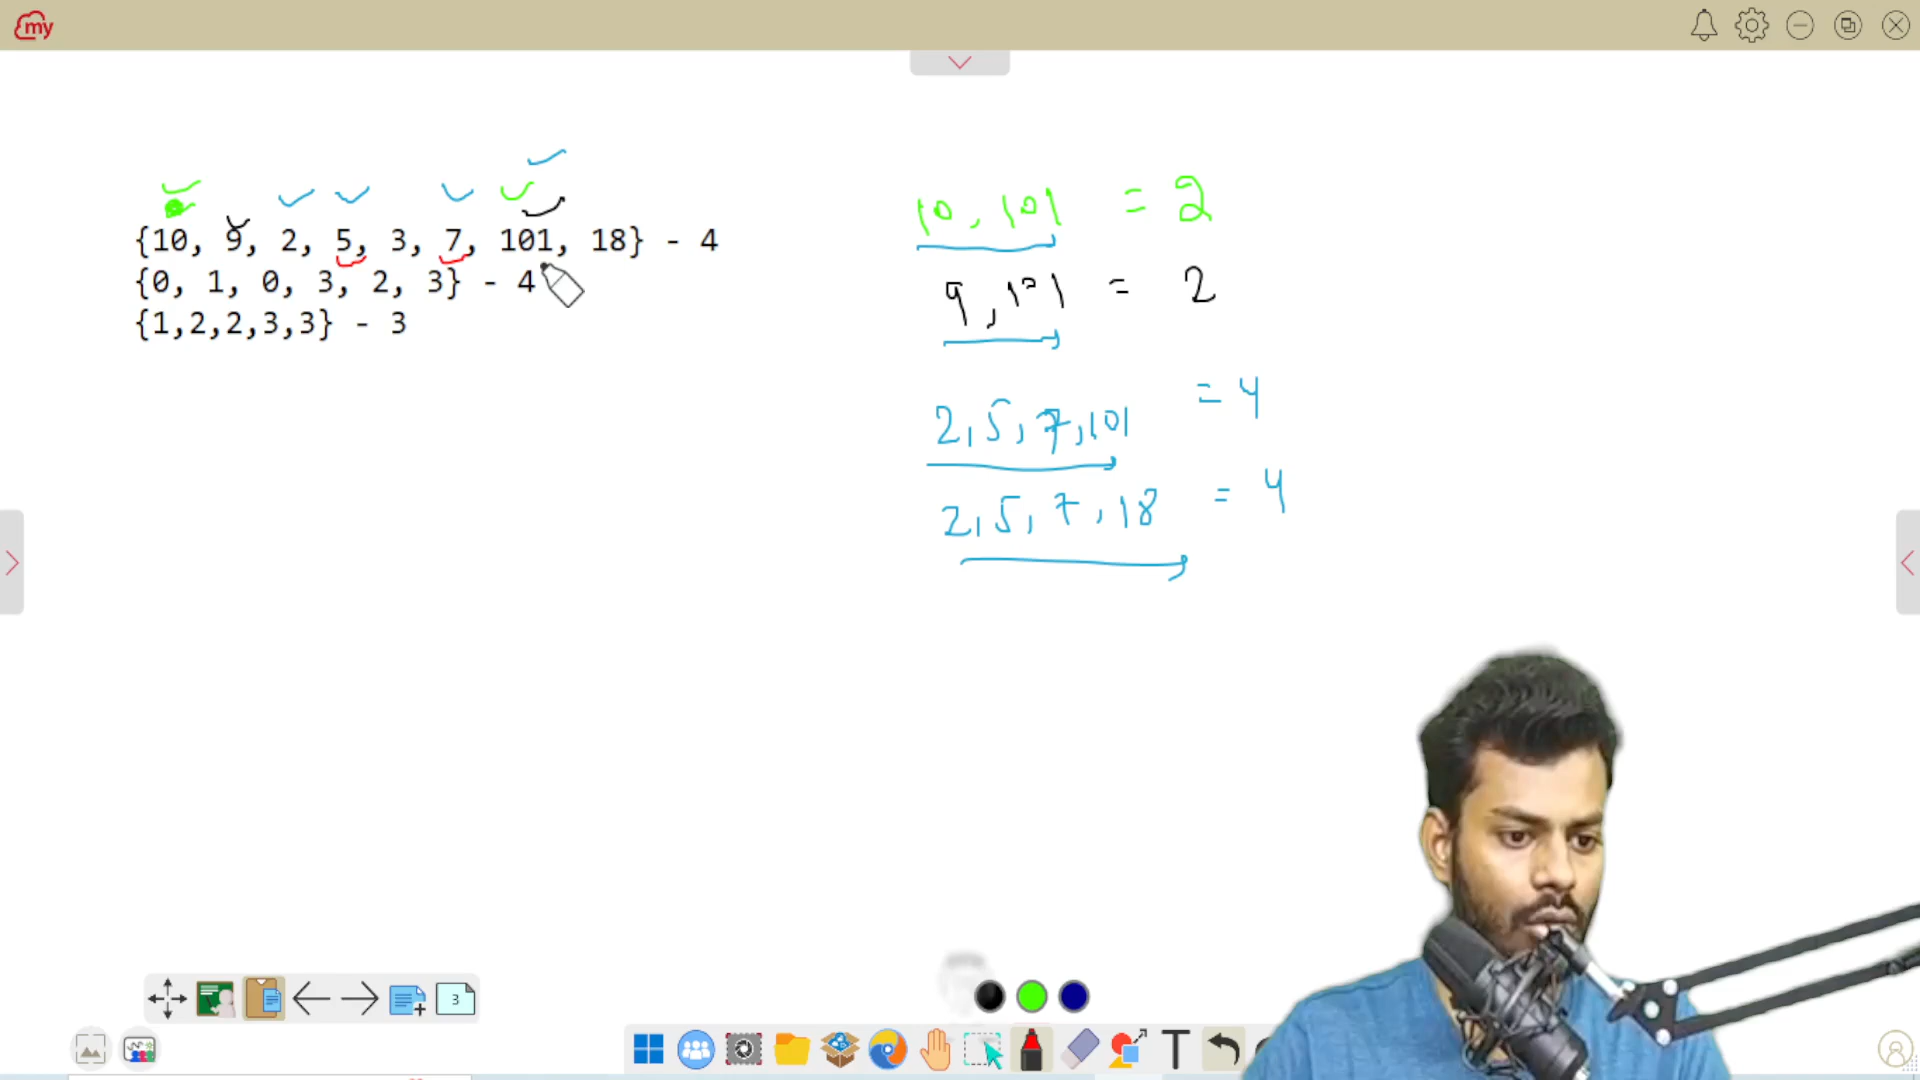 my
{10, 9, 2, 5, 3, 7, 101, 18} - 4
{0, 1, 0, 3, 2, 3} - 4
{1,2,2,3,3} - 3
10, 101 = 2
9, 101 = 2
2, 5, 7, 101 = 4
2, 5, 7, 18 = 4
3
T